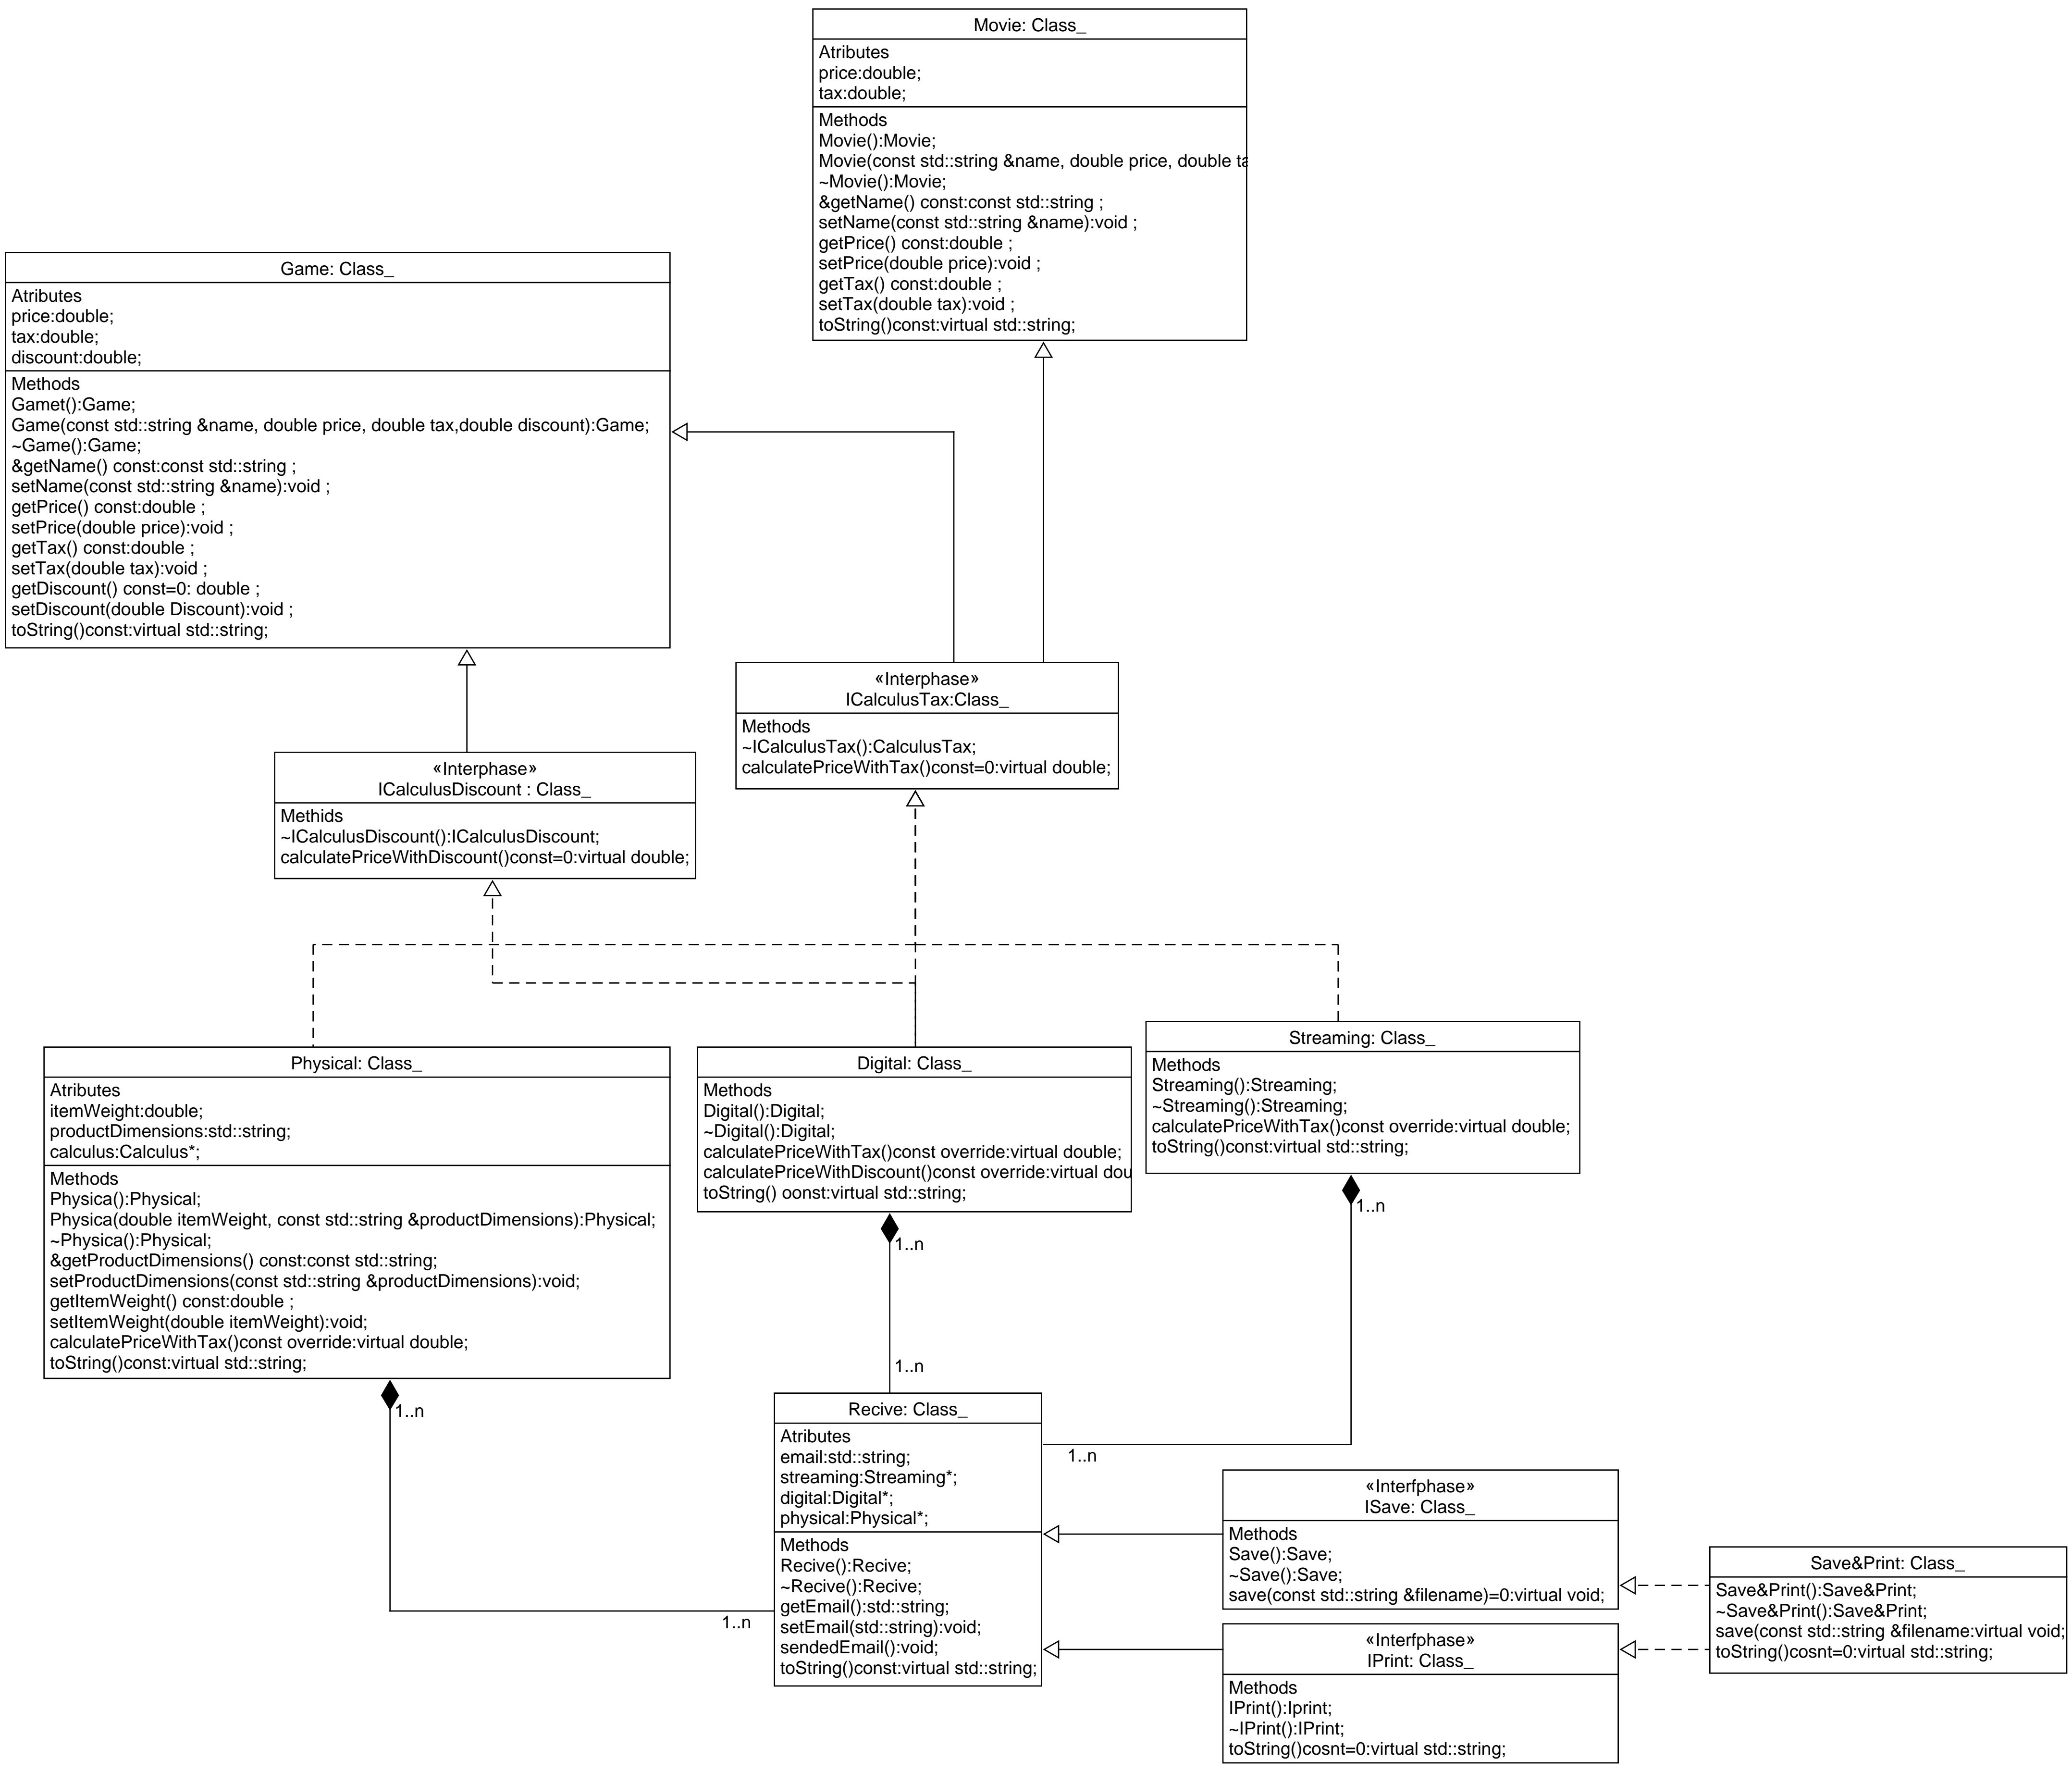 Movie: Class_
Atributes
price:double;
tax:double;
Methods
Movie():Movie;
Movie(const std::string &name, double price, double ta
~Movie():Movie;
&getName() const:const std::string ;
setName(const std::string &name):void ;
getPrice() const:double ;
setPrice(double price):void ;
getTax() const:double ;
setTax(double tax):void ;
toString()const:virtual std::string;
Game: Class_
Atributes
price:double;
tax:double;
discount:double;
Methods
Gamet():Game;
Game(const std::string &name, double price, double tax,double discount):Game;
~Game():Game;
&getName() const:const std::string ;
setName(const std::string &name):void ;
getPrice() const:double ;
setPrice(double price):void ;
getTax() const:double ;
setTax(double tax):void ;
getDiscount() const=0: double ;
setDiscount(double Discount):void ;
toString()const:virtual std::string;
«Interphase»
ICalculusTax:Class_
Methods
~ICalculusTax():CalculusTax;
calculatePriceWithTax()const=0:virtual double;
«Interphase»
ICalculusDiscount : Class_
Methids
~ICalculusDiscount():ICalculusDiscount;
calculatePriceWithDiscount()const=0:virtual double;
Physical: Class_
Atributes
itemWeight:double;
productDimensions:std::string;
calculus:Calculus*;
Methods
Physica():Physical;
Physica(double itemWeight, const std::string &productDimensions):Physical;
~Physica():Physical;
&getProductDimensions() const:const std::string;
setProductDimensions(const std::string &productDimensions):void;
getItemWeight() const:double ;
setItemWeight(double itemWeight):void;
calculatePriceWithTax()const override:virtual double;
toString()const:virtual std::string;
1..n
1..n
Digital: Class_
Methods
Digital():Digital;
~Digital():Digital;
calculatePriceWithTax()const override:virtual double;
calculatePriceWithDiscount()const override:virtual dou
toString() oonst:virtual std::string;
1..n
1..n
Streaming: Class_
Methods
Streaming():Streaming;
~Streaming():Streaming;
calculatePriceWithTax()const override:virtual double;
toString()const:virtual std::string;
1..n
1..n
Recive: Class_
Atributes
email:std::string;
streaming:Streaming*;
digital:Digital*;
physical:Physical*;
Methods
Recive():Recive;
~Recive():Recive;
getEmail():std::string;
setEmail(std::string):void;
sendedEmail():void;
toString()const:virtual std::string;
«Interfphase»
ISave: Class_
Methods
Save():Save;
~Save():Save;
save(const std::string &filename)=0:virtual void;
«Interfphase»
IPrint: Class_
Methods
IPrint():Iprint;
~IPrint():IPrint;
toString()cosnt=0:virtual std::string;
Save&Print: Class_
Save&Print():Save&Print;
~Save&Print():Save&Print;
save(const std::string &filename:virtual void;
toString()cosnt=0:virtual std::string;